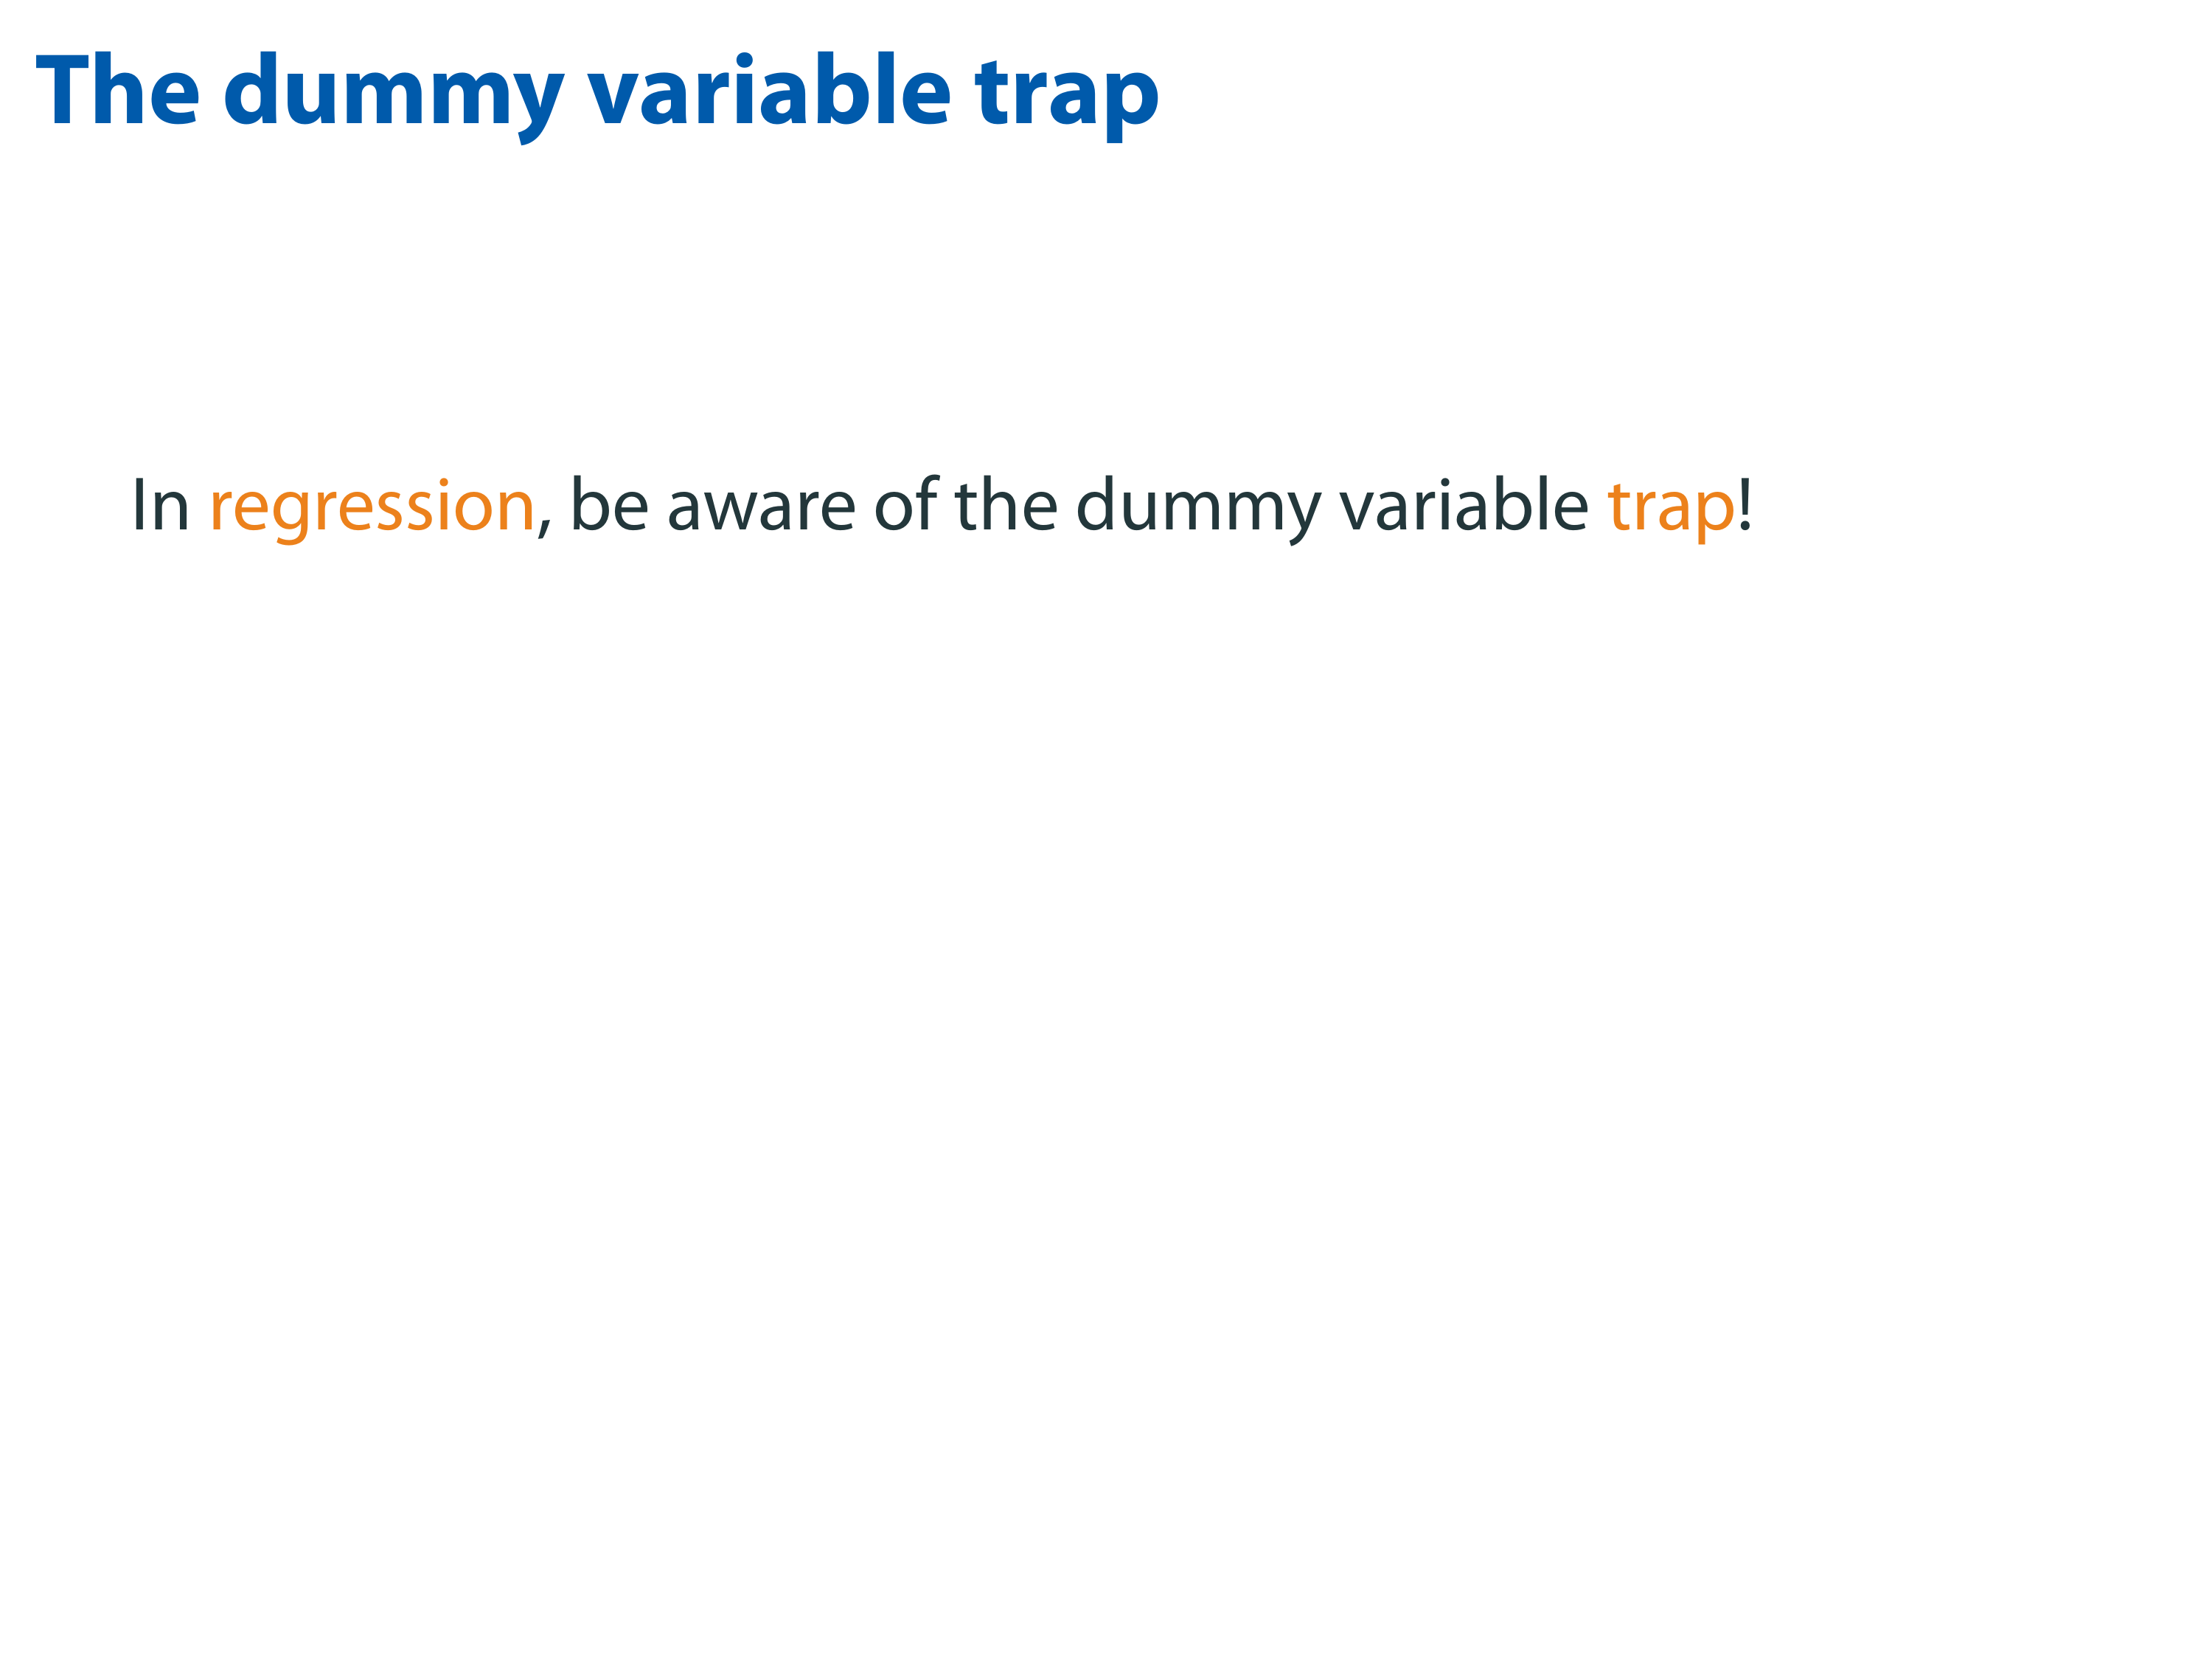 The dummy variable trap
In regression, be aware of the dummy variable trap!